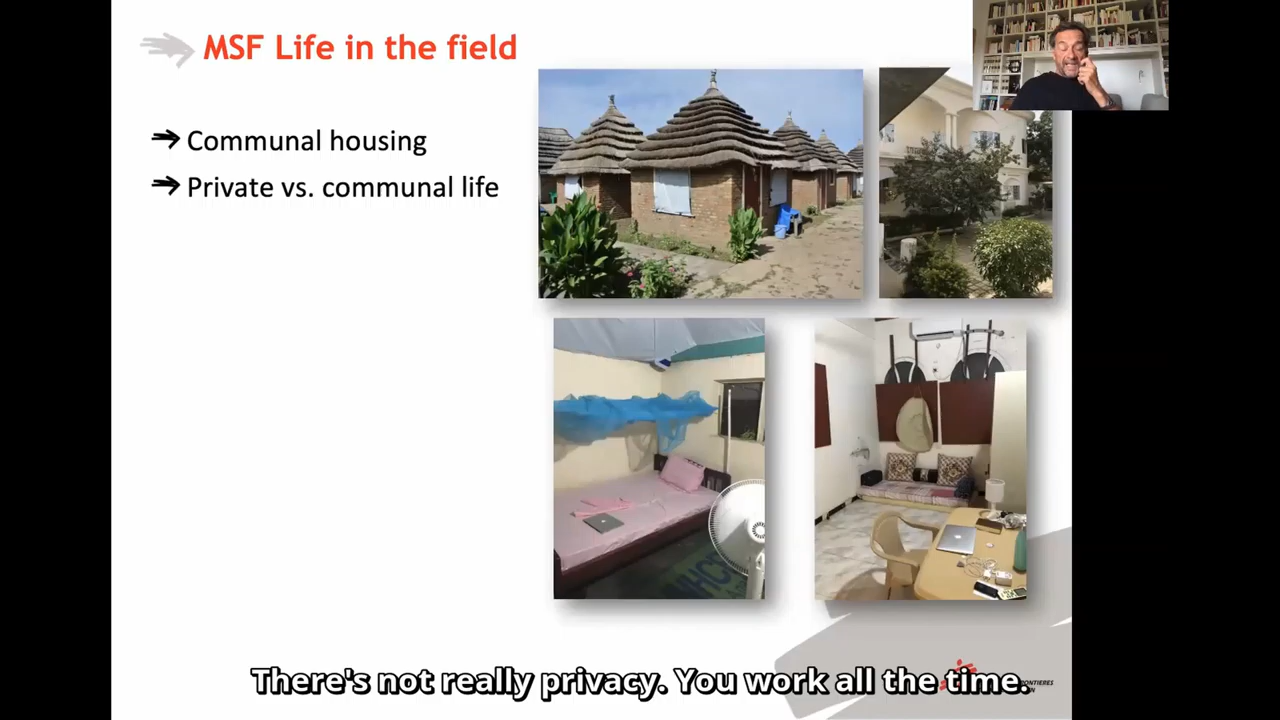 MSF Life in the field
Communal housing
Private vs. communal life
There's not really privacy. You work all the time.